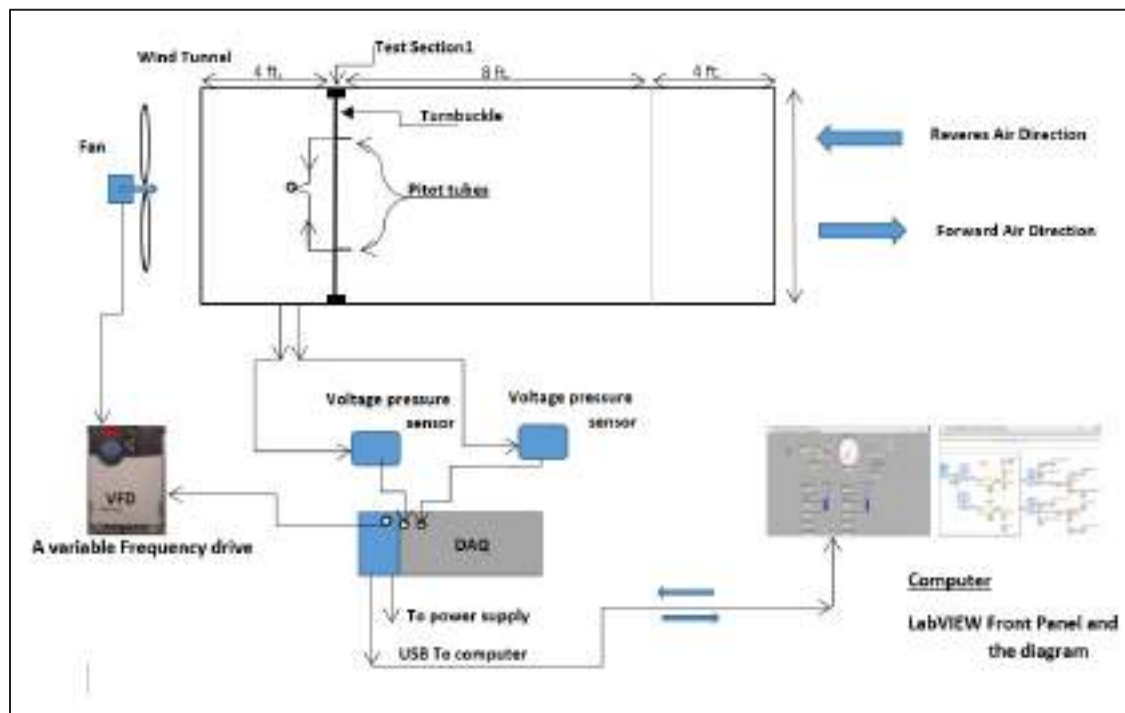 Test Section1
Wind Tunnel
4 ft.
8 ft.
4 ft.
Turnbuckle
Fan
Reveres Air Direction
Pitot tubes
Forward Air Direction
Voltage pressure
sensor
Voltage pressure
sensor
VFD
A variable Frequency drive
DAQ
To power supply
USB To computer
Computer
LabVIEW Front Panel and
the diagram